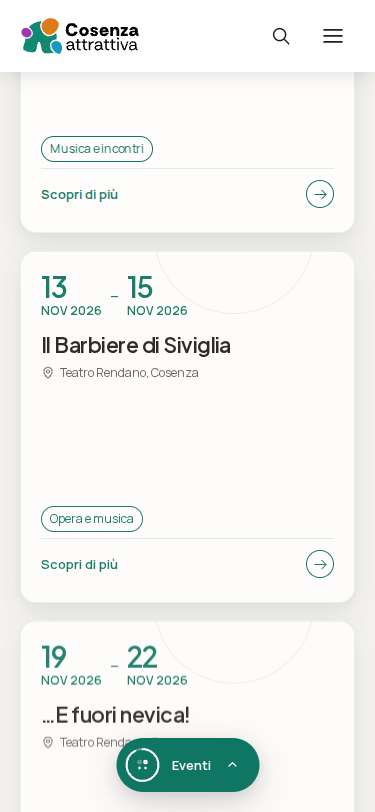 Cosenza
attrattiva
Musica e incontri
Scopri di più
13 – 15
NOV 2026 NOV 2026
Il Barbiere di Siviglia
Teatro Rendano, Cosenza
Opera e musica
Scopri di più
19 – 22
NOV 2026 NOV 2026
...E fuori nevica!
Teatro
Eventi